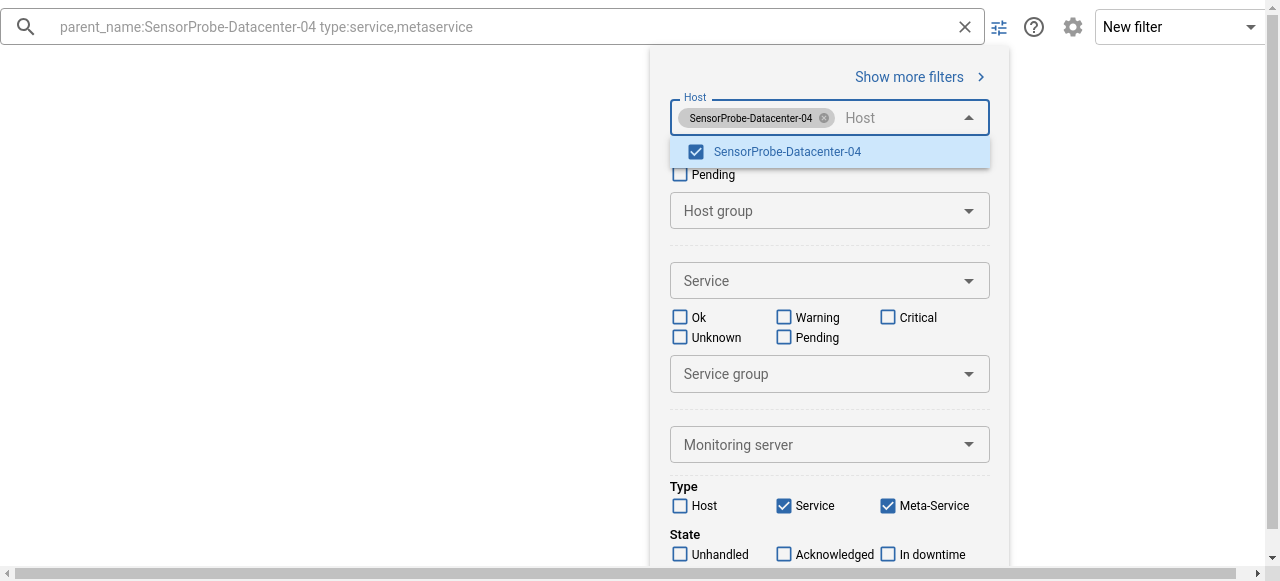 parent_name:SensorProbe-Datacenter-04 type:service,metaservice
New filter
Show more filters
Host
SensorProbe-Datacenter-04 Host
SensorProbe-Datacenter-04
Pending
Host group
Service
Ok Warning Critical
Unknown Pending
Service group
Monitoring server
Type
Host Service Meta-Service
State
Unhandled Acknowledged In downtime